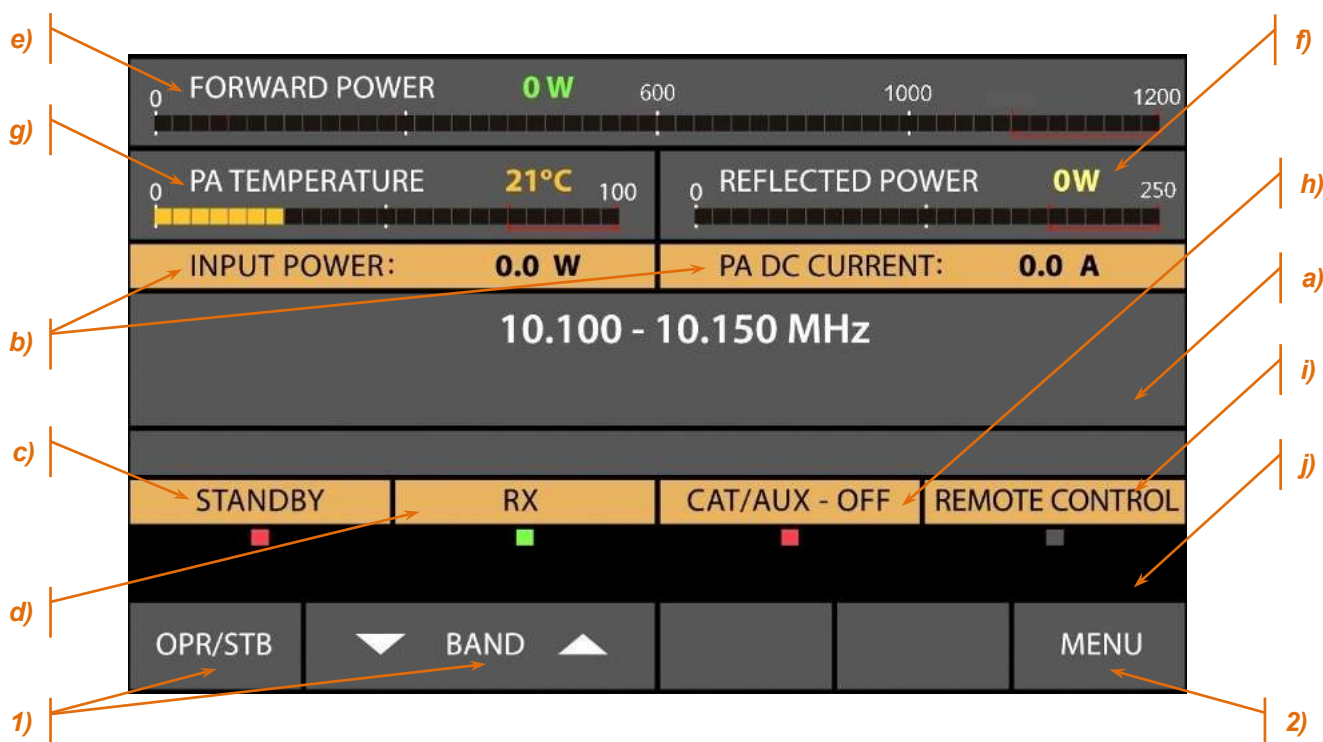 e)
f)
FORWARD POWER 0 W
0 600 1000 1200
g)
PA TEMPERATURE 21°C
0 100
REFLECTED POWER 0W
0 250
h)
INPUT POWER: 0.0 W
PA DC CURRENT: 0.0 A
a)
b)
10.100 - 10.150 MHz
i)
c)
j)
STANDBY RX CAT/AUX - OFF REMOTE CONTROL
d)
OPR/STB BAND MENU
1)
2)